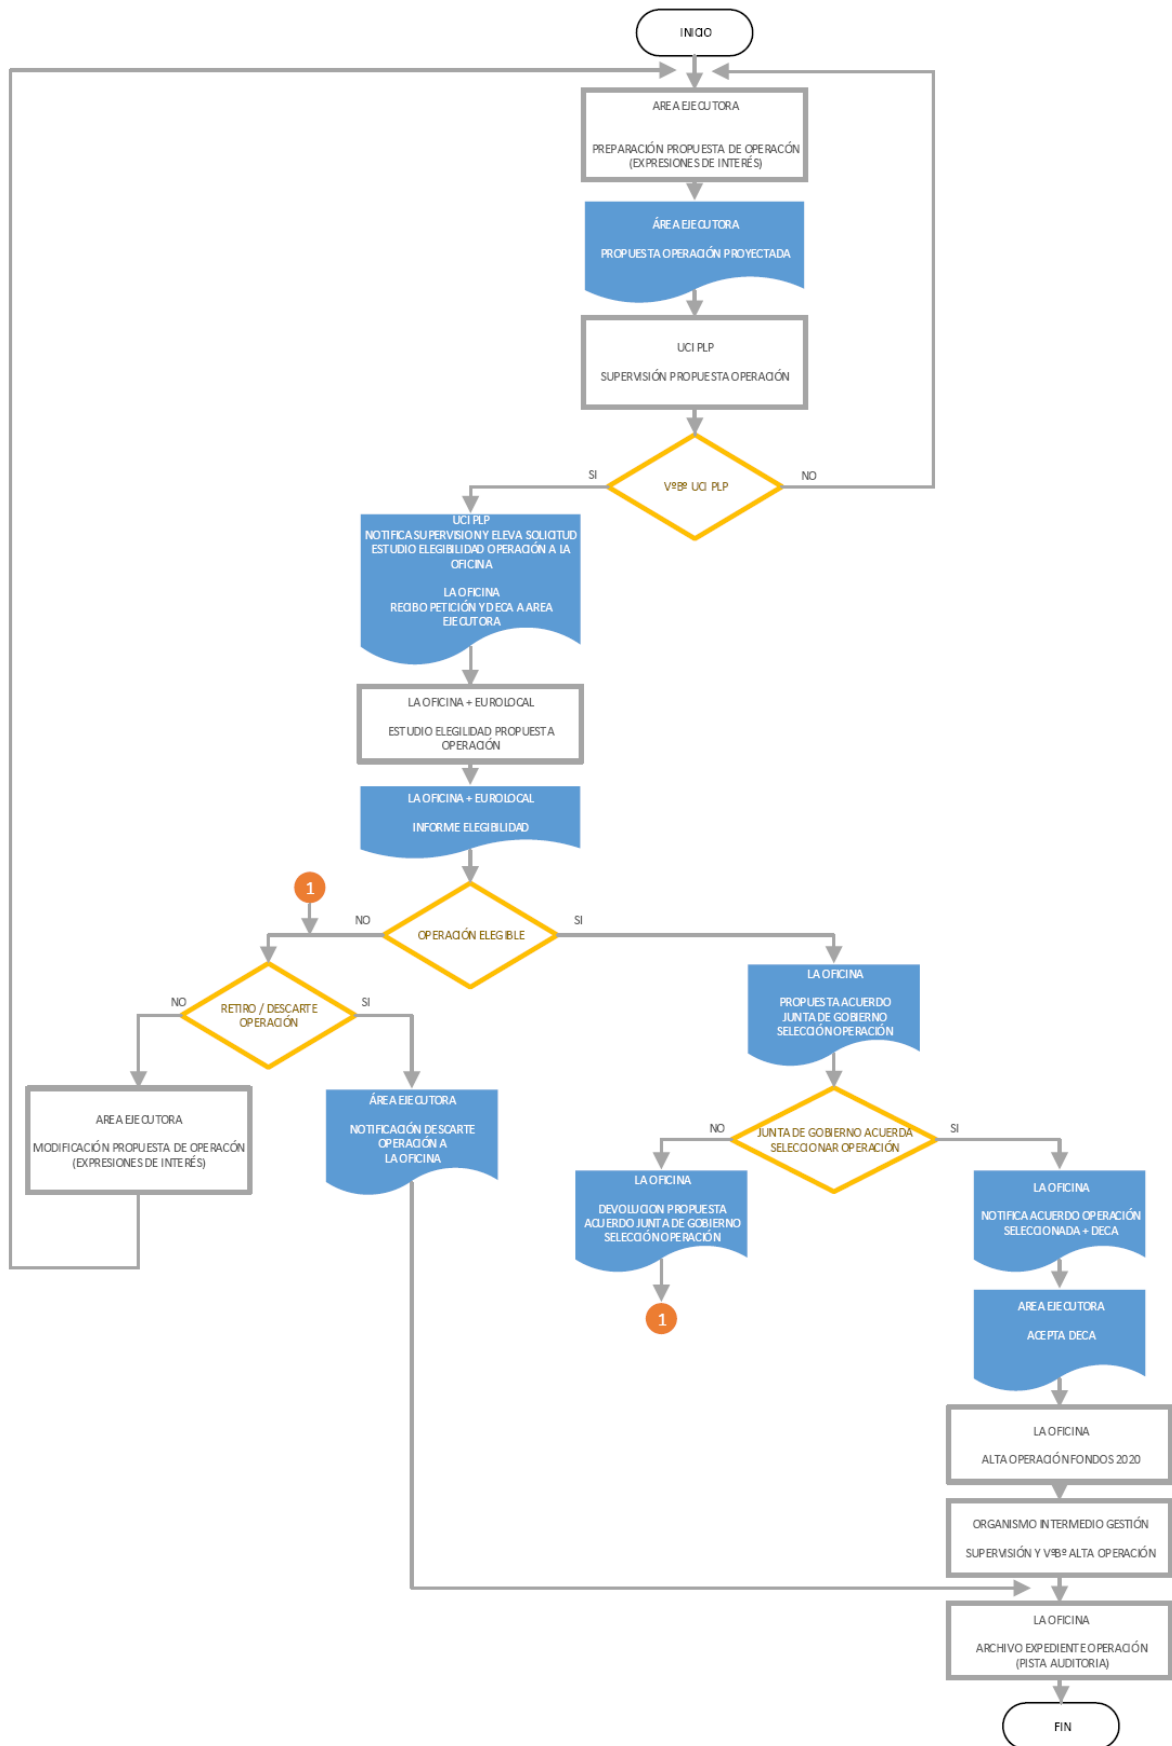 INICIO
AREA EJECUTORA
PREPARACIÓN PROPUESTA DE OPERACÓN
(EXPRESIONES DE INTERÉS)
ÁREA EJECUTORA
PROPUESTA OPERACIÓN PROYECTADA
UCI PLP
SUPERVISIÓN PROPUESTA OPERACIÓN
SI
VºBº UCI PLP
NO
UCI PLP
NOTIFICA SUPERVISION Y ELEVA SOLICITUD
ESTUDIO ELEGIBILIDAD OPERACIÓN A LA
OFICINA
LA OFICINA
RECIBO PETICIÓN Y DECA A AREA
EJECUTORA
LA OFICINA + EUROLOCAL
ESTUDIO ELEGILIDAD PROPUESTA
OPERACIÓN
LA OFICINA + EUROLOCAL
INFORME ELEGIBILIDAD
1
NO
OPERACIÓN ELEGIBLE
SI
NO
RETIRO / DESCARTE
OPERACIÓN
SI
LA OFICINA
PROPUESTA ACUERDO
JUNTA DE GOBIERNO
SELECCIÓN OPERACIÓN
AREA EJECUTORA
MODIFICACIÓN PROPUESTA DE OPERACÓN
(EXPRESIONES DE INTERÉS)
ÁREA EJECUTORA
NOTIFICACIÓN DESCARTE
OPERACIÓN A
LA OFICINA
NO
JUNTA DE GOBIERNO ACUERDA
SELECCIONAR OPERACIÓN
SI
LA OFICINA
DEVOLUCION PROPUESTA
ACUERDO JUNTA DE GOBIERNO
SELECCIÓN OPERACIÓN
1
LA OFICINA
NOTIFICA ACUERDO OPERACIÓN
SELECCIONADA + DECA
AREA EJECUTORA
ACEPTA DECA
LA OFICINA
ALTA OPERACIÓN FONDOS 2020
ORGANISMO INTERMEDIO GESTIÓN
SUPERVISIÓN Y VºBº ALTA OPERACIÓN
LA OFICINA
ARCHIVO EXPEDIENTE OPERACIÓN
(PISTA AUDITORIA)
FIN